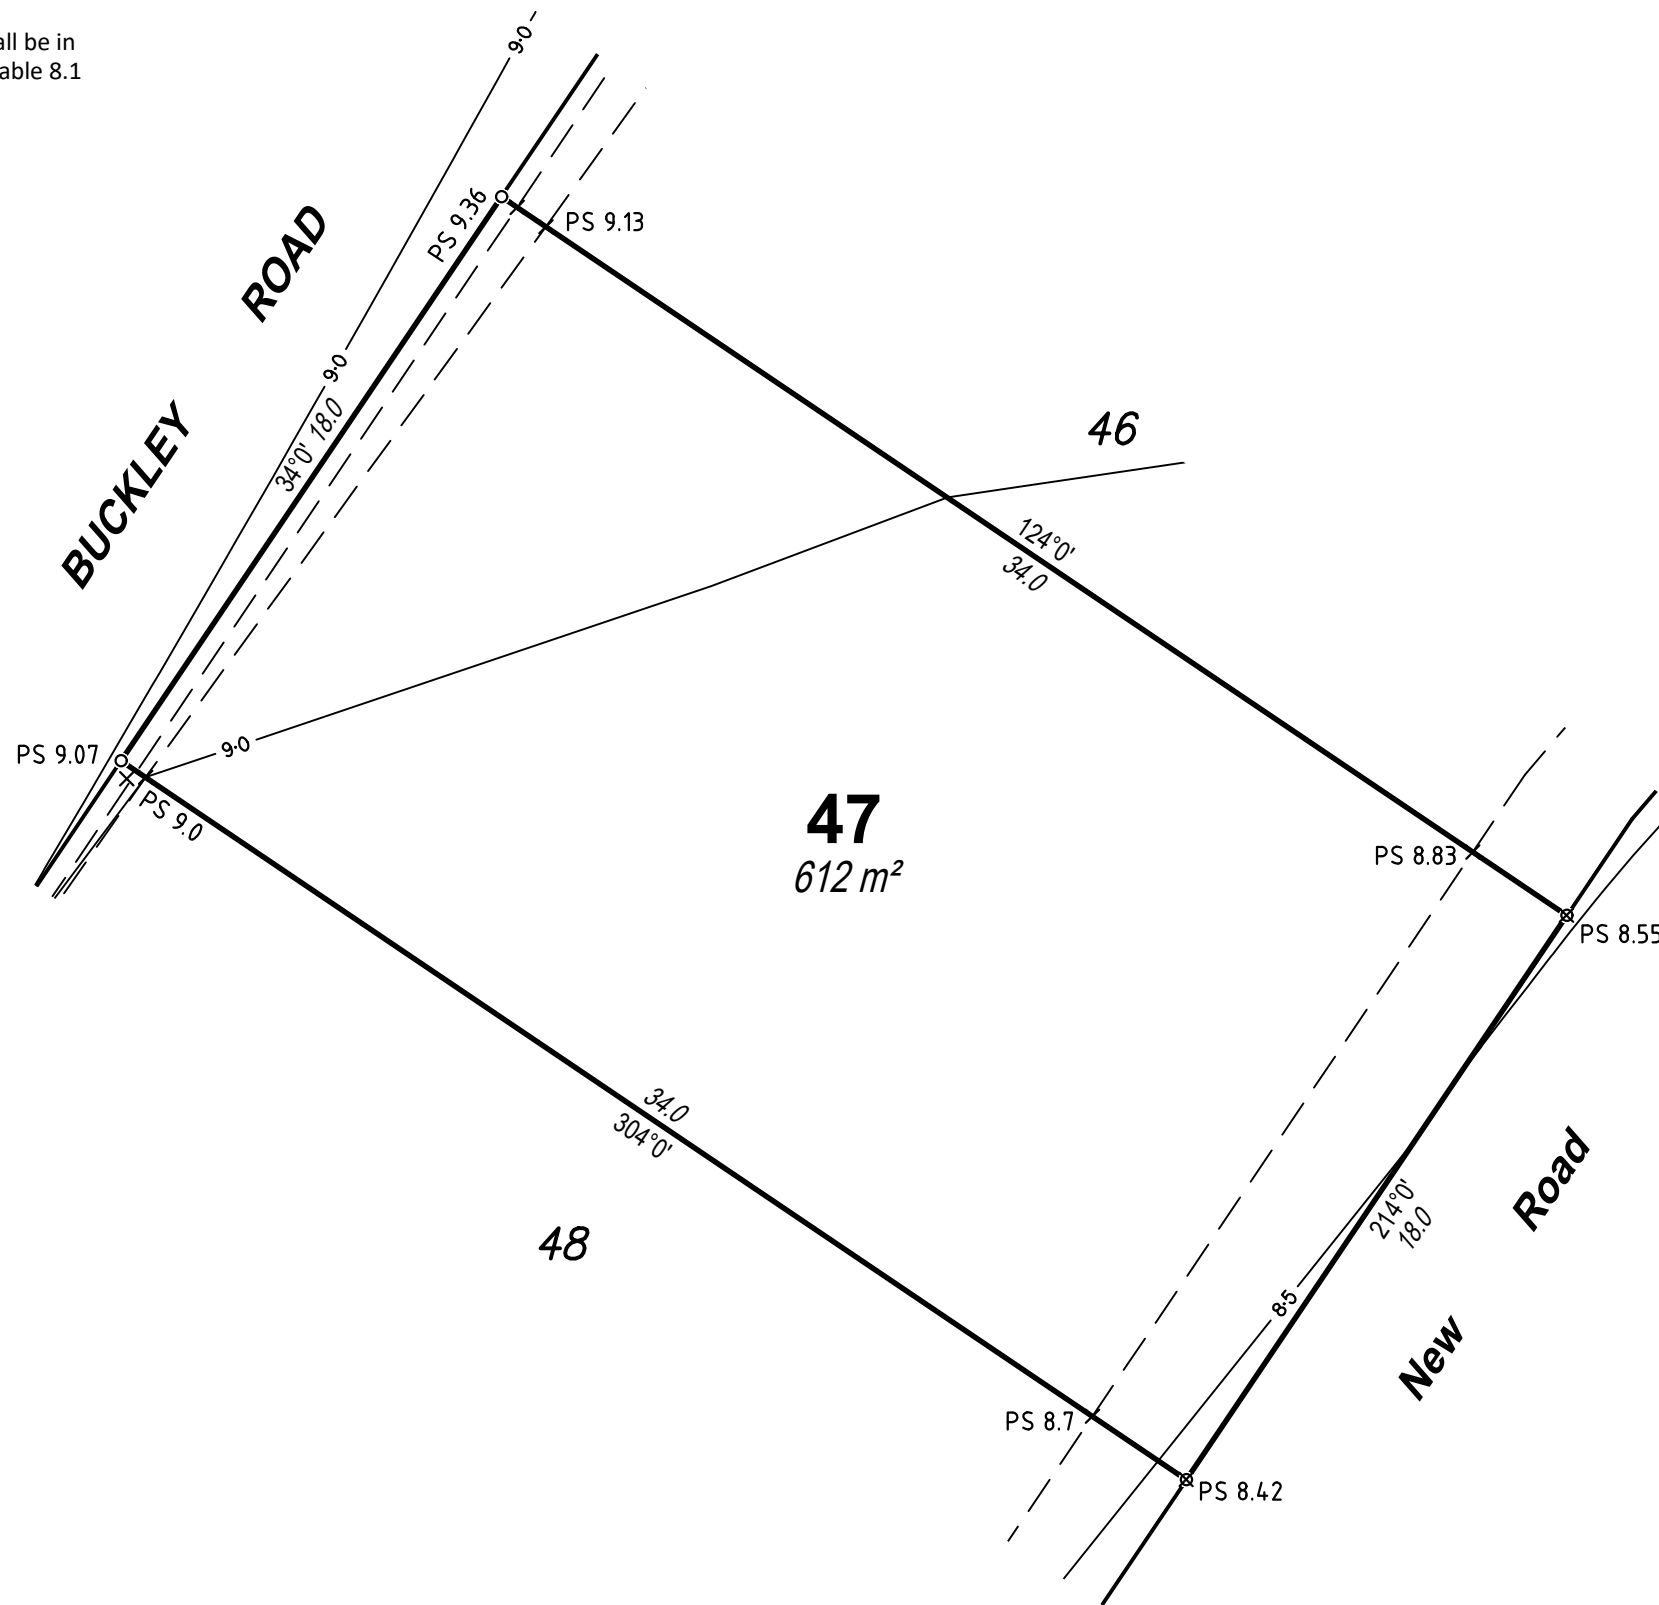 all be in
able 8.1
9·0
PS 9.36
PS 9.13
BUCKLEY ROAD
9·0
34°0' 18.0
46
124°0'
34.0
PS 9.07
9·0
PS 9.0
47
612 m²
PS 8.83
PS 8.55
34.0
304°0'
48
214°0'
18.0
New Road
8·5
PS 8.7
PS 8.42